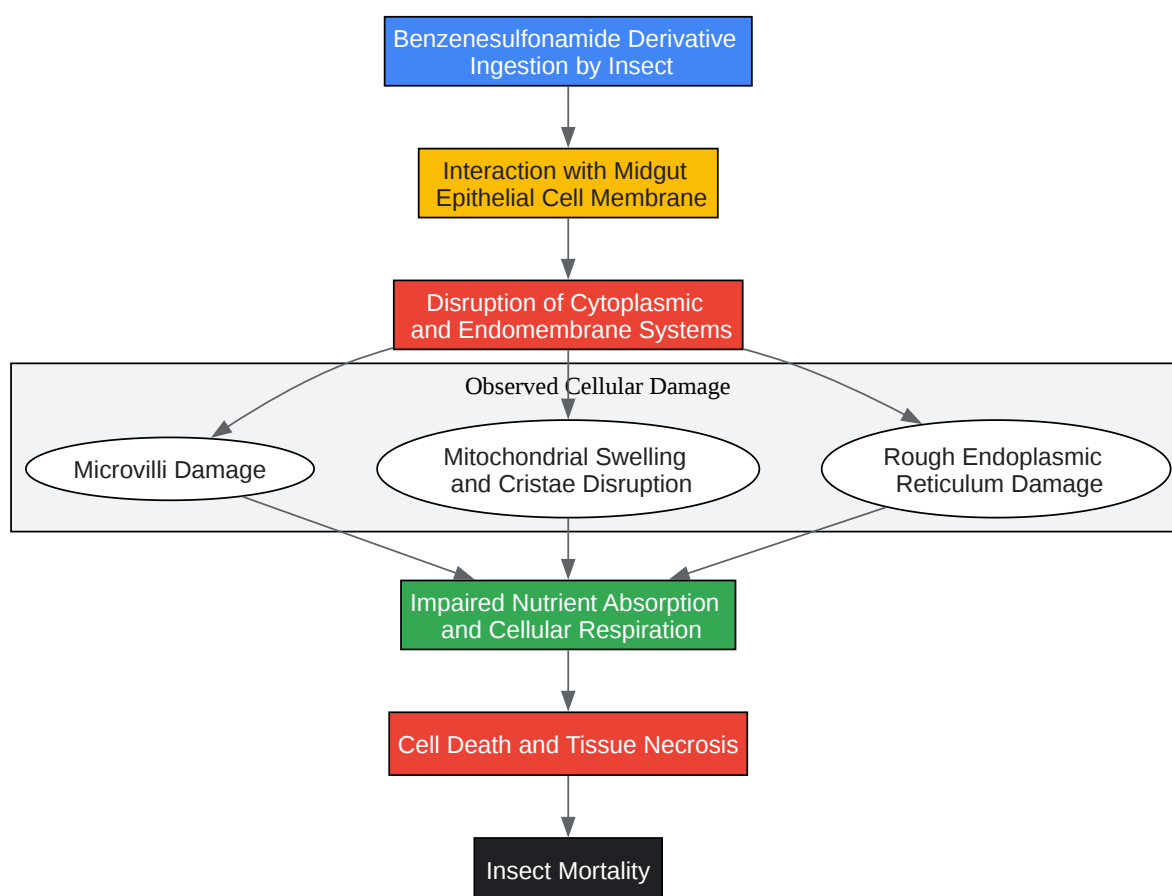 Benzenesulfonamide Derivative
Ingestion by Insect
Interaction with Midgut
Epithelial Cell Membrane
Disruption of Cytoplasmic
and Endomembrane Systems
Observed Cellular Damage
Microvilli Damage
Mitochondrial Swelling
and Cristae Disruption
Rough Endoplasmic
Reticulum Damage
Impaired Nutrient Absorption
and Cellular Respiration
Cell Death and Tissue Necrosis
Insect Mortality